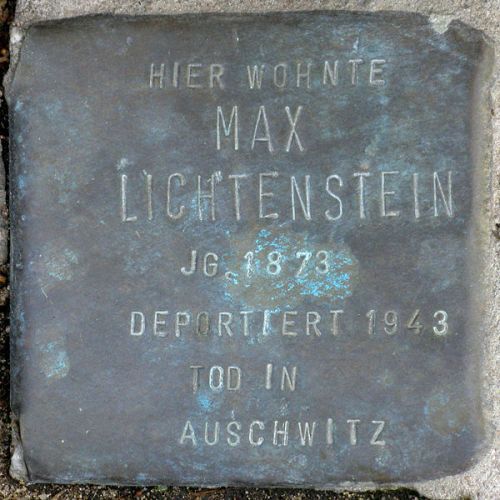 HIER WOHNTE
MAX
LICHTENSTEIN
JG. 1873
DEPORTIERT 1943
TOD IN
AUSCHWITZ